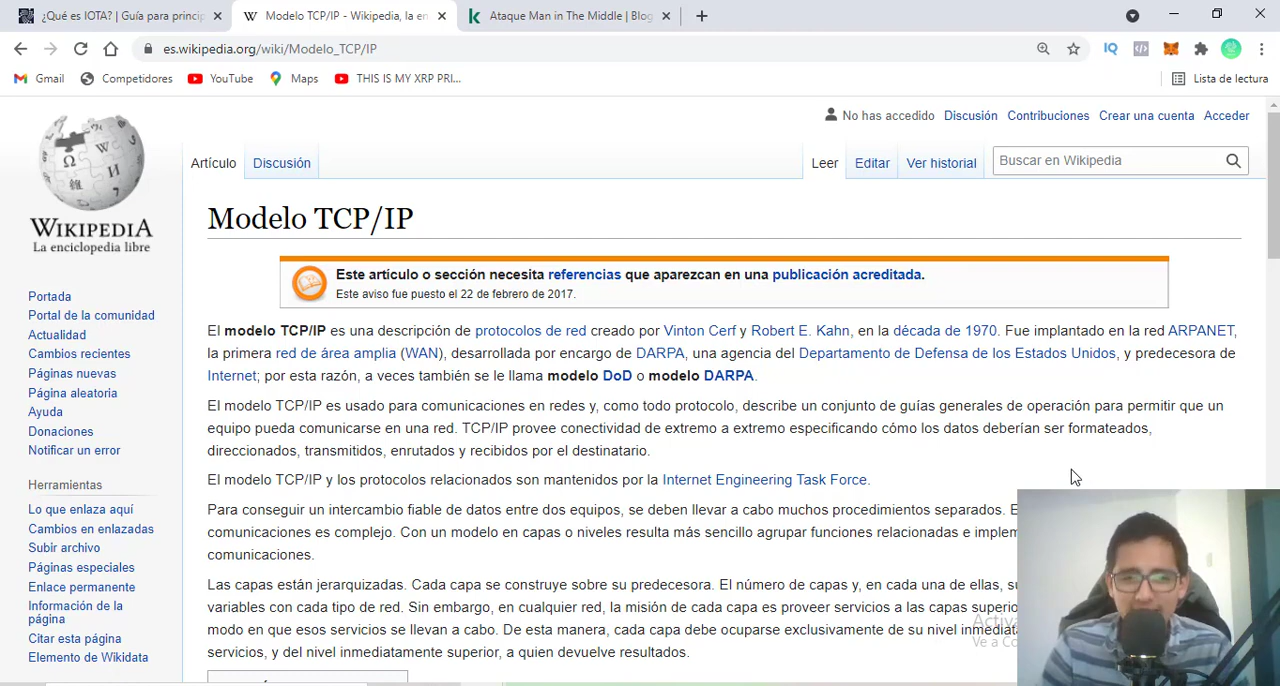 ¿Qué es IOTA? | Guía para princip
Modelo TCP/IP - Wikipedia, la en
Ataque Man in The Middle | Blog
es.wikipedia.org/wiki/Modelo_TCP/IP
IQ
Gmail
Competidores
YouTube
Maps
THIS IS MY XRP PRI...
Lista de lectura
No has accedido Discusión Contribuciones Crear una cuenta Acceder
Artículo Discusión Leer Editar Ver historial Buscar en Wikipedia
WIKIPEDIA
La enciclopedia libre
Portada
Portal de la comunidad
Actualidad
Cambios recientes
Páginas nuevas
Página aleatoria
Ayuda
Donaciones
Notificar un error
Herramientas
Lo que enlaza aquí
Cambios en enlazadas
Subir archivo
Páginas especiales
Enlace permanente
Información de la
página
Citar esta página
Elemento de Wikidata
Modelo TCP/IP
Este artículo o sección necesita referencias que aparezcan en una publicación acreditada.
Este aviso fue puesto el 22 de febrero de 2017.
El modelo TCP/IP es una descripción de protocolos de red creado por Vinton Cerf y Robert E. Kahn, en la década de 1970. Fue implantado en la red ARPANET,
la primera red de área amplia (WAN), desarrollada por encargo de DARPA, una agencia del Departamento de Defensa de los Estados Unidos, y predecesora de
Internet; por esta razón, a veces también se le llama modelo DoD o modelo DARPA.
El modelo TCP/IP es usado para comunicaciones en redes y, como todo protocolo, describe un conjunto de guías generales de operación para permitir que un
equipo pueda comunicarse en una red. TCP/IP provee conectividad de extremo a extremo especificando cómo los datos deberían ser formateados,
direccionados, transmitidos, enrutados y recibidos por el destinatario.
El modelo TCP/IP y los protocolos relacionados son mantenidos por la Internet Engineering Task Force.
Para conseguir un intercambio fiable de datos entre dos equipos, se deben llevar a cabo muchos procedimientos separados. E
comunicaciones es complejo. Con un modelo en capas o niveles resulta más sencillo agrupar funciones relacionadas e implem
comunicaciones.
Las capas están jerarquizadas. Cada capa se construye sobre su predecesora. El número de capas y, en cada una de ellas, su
variables con cada tipo de red. Sin embargo, en cualquier red, la misión de cada capa es proveer servicios a las capas superio
modo en que esos servicios se llevan a cabo. De esta manera, cada capa debe ocuparse exclusivamente de su nivel inmediat
servicios, y del nivel inmediatamente superior, a quien devuelve resultados.
Activa
Ve a Co